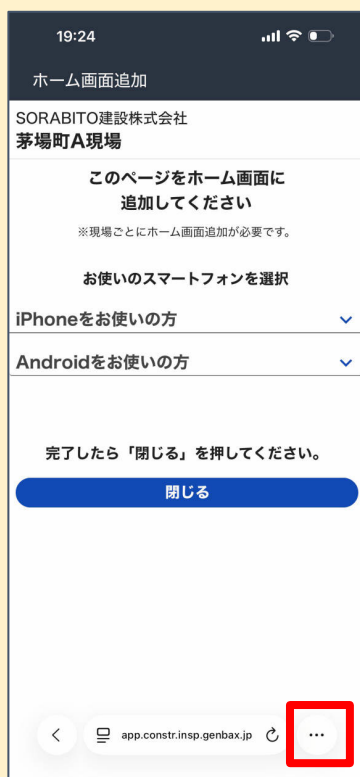 19:24
ホーム画面追加
SORABITO建設株式会社
茅場町A現場
このページをホーム画面に
追加してください
※現場ごとにホーム画面追加が必要です。
お使いのスマートフォンを選択
iPhoneをお使いの方
Androidをお使いの方
完了したら「閉じる」を押してください。
閉じる
app.constr.insp.genbax.jp